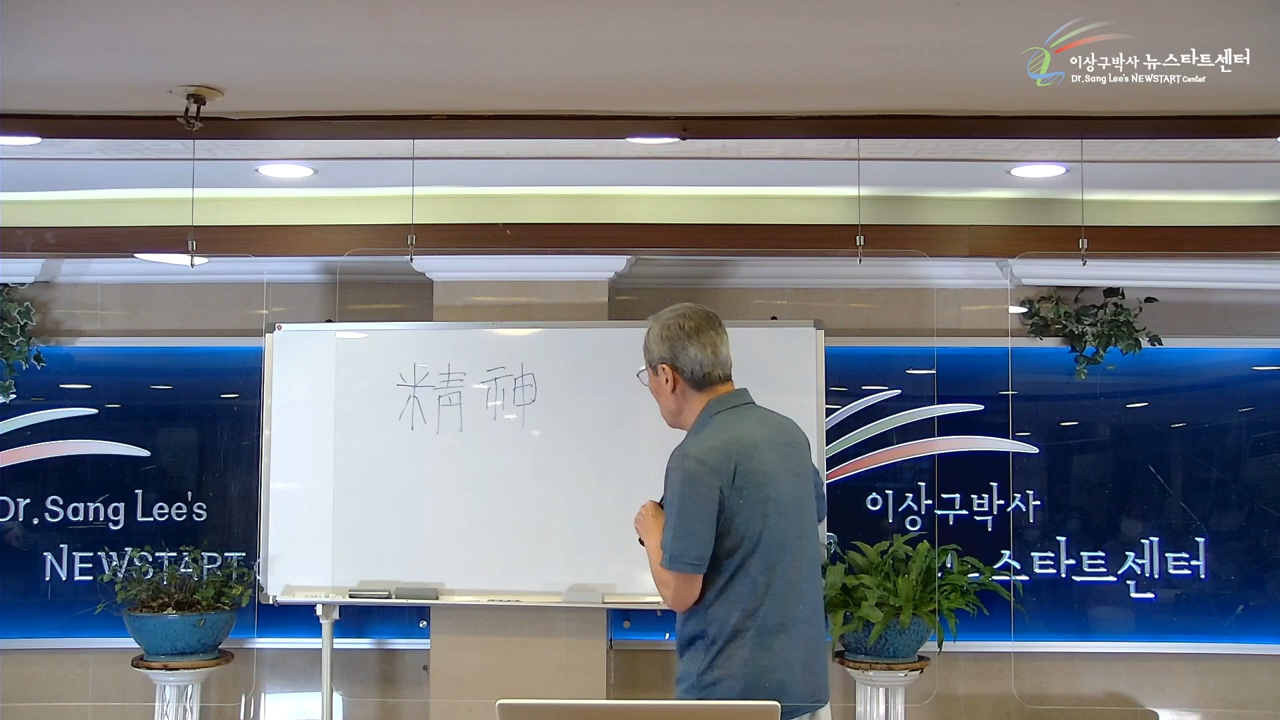 이상구박사 뉴스타트센터
Dr. Sang Lee's NEWSTART Center
精神
Dr. Sang Lee's
NEWSTART
이상구박사
뉴스타트센터